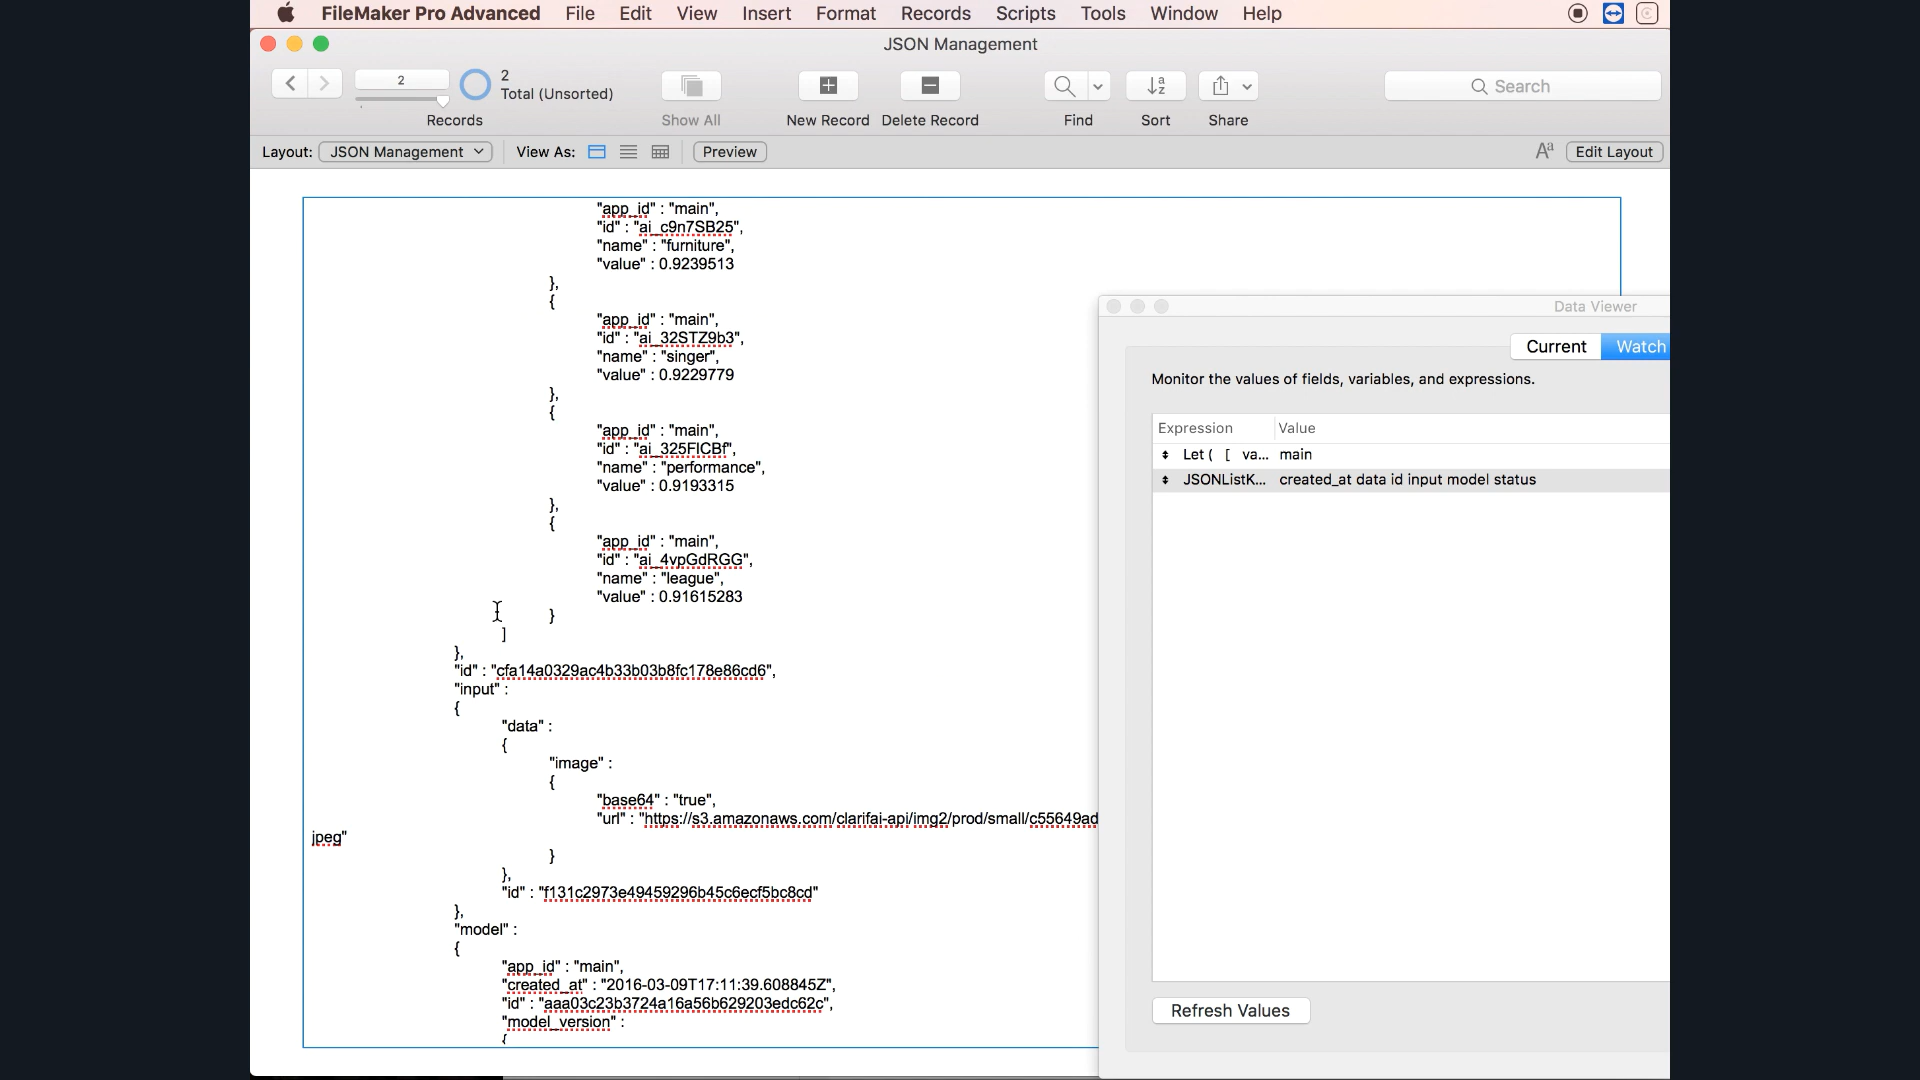 FileMaker Pro Advanced File Edit View Insert Format Records Scripts Tools Window Help
JSON Management
2
2
Total (Unsorted)
Search
Records Show All New Record Delete Record Find Sort Share
Layout: JSON Management View As: Preview Aa Edit Layout
"app_id" : "main",
"id" : "ai_c9n7SB25",
"name" : "furniture",
"value" : 0.9239513
},
{
"app_id" : "main",
"id" : "ai_32STZ9b3",
"name" : "singer",
"value" : 0.9229779
},
{
"app_id" : "main",
"id" : "ai_325FlCBf",
"name" : "performance",
"value" : 0.9193315
},
{
"app_id" : "main",
"id" : "ai_4vpGdRGG",
"name" : "league",
"value" : 0.91615283
}
]
},
"id" : "cfa14a0329ac4b33b03b8fc178e86cd6",
"input" :
{
"data" :
{
"image" :
{
"base64" : "true",
"url" : "https://s3.amazonaws.com/clarifai-api/img2/prod/small/c55649ad
jpeg"
}
},
"id" : "f131c2973e49459296b45c6ecf5bc8cd"
},
"model" :
{
"app_id" : "main",
"created_at" : "2016-03-09T17:11:39.608845Z",
"id" : "aaa03c23b3724a16a56b629203edc62c",
"model_version" :
{
Data Viewer
Current Watch
Monitor the values of fields, variables, and expressions.
Expression Value
Let ( [ va... main
JSONListK... created_at data id input model status
Refresh Values